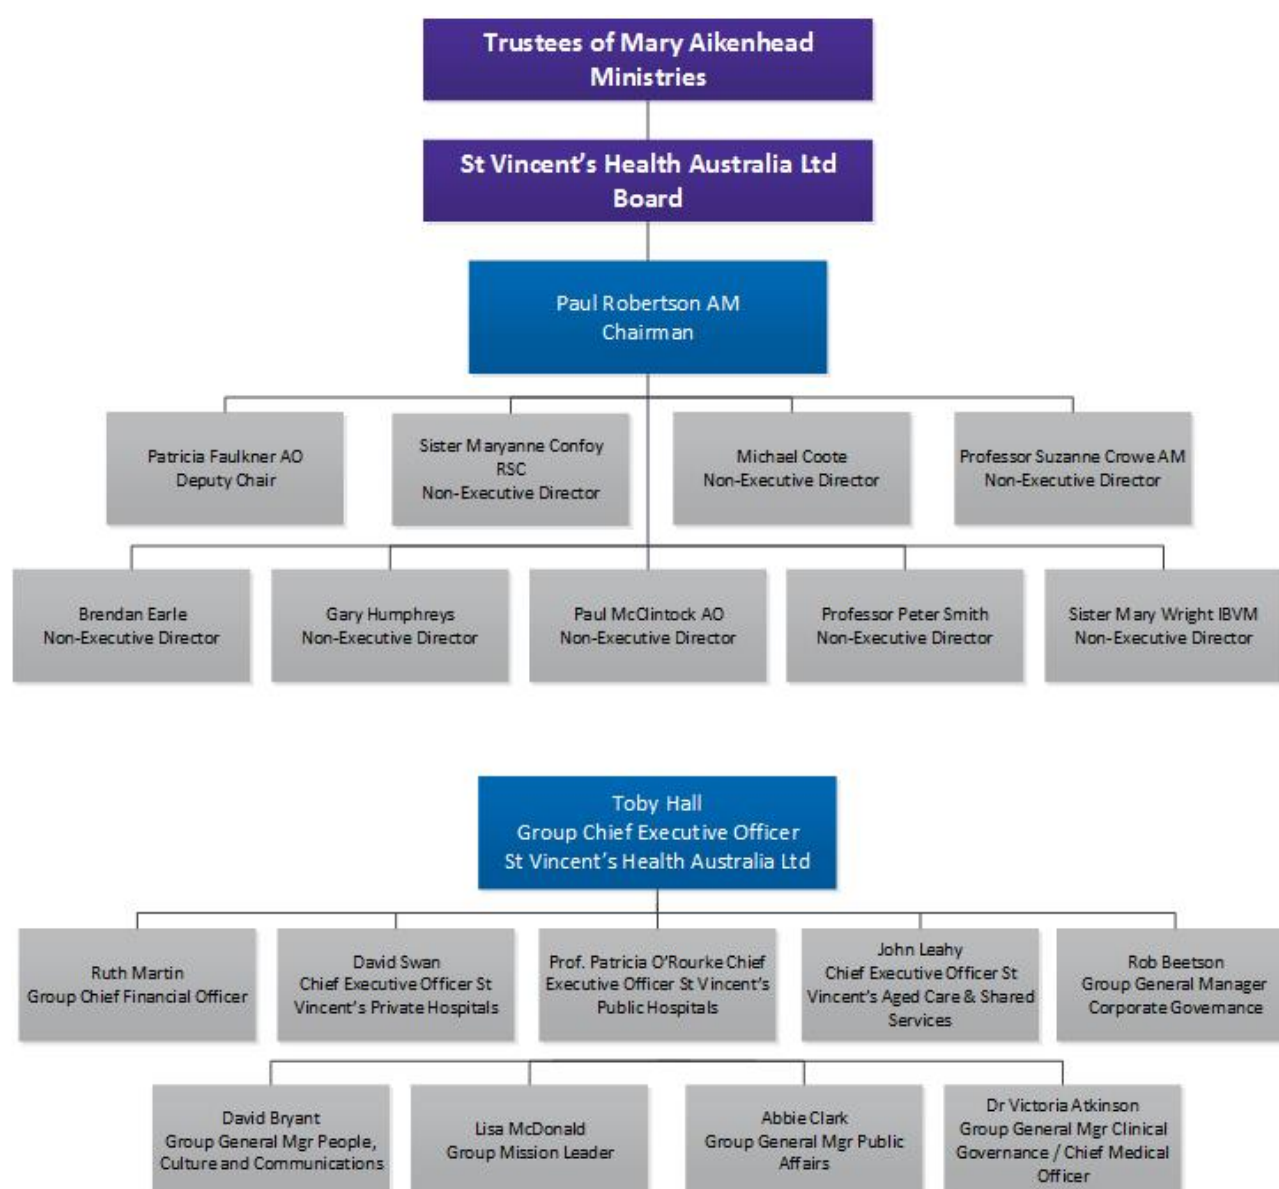 Trustees of Mary Aikenhead
Ministries
St Vincent's Health Australia Ltd
Board
Paul Robertson AM
Chairman
Patricia Faulkner AO
Deputy Chair
Sister Maryanne Confoy
RSC
Non-Executive Director
Michael Coote
Non-Executive Director
Professor Suzanne Crowe AM
Non-Executive Director
Brendan Earle
Non-Executive Director
Gary Humphreys
Non-Executive Director
Paul McClintock AO
Non-Executive Director
Professor Peter Smith
Non-Executive Director
Sister Mary Wright IBVM
Non-Executive Director
Toby Hall
Group Chief Executive Officer
St Vincent's Health Australia Ltd
Ruth Martin
Group Chief Financial Officer
David Swan
Chief Executive Officer St
Vincent's Private Hospitals
Prof. Patricia O'Rourke Chief
Executive Officer St Vincent's
Public Hospitals
John Leahy
Chief Executive Officer St
Vincent's Aged Care & Shared
Services
Rob Beetson
Group General Manager
Corporate Governance
David Bryant
Group General Mgr People,
Culture and Communications
Lisa McDonald
Group Mission Leader
Abbie Clark
Group General Mgr Public
Affairs
Dr Victoria Atkinson
Group General Mgr Clinical
Governance / Chief Medical
Officer